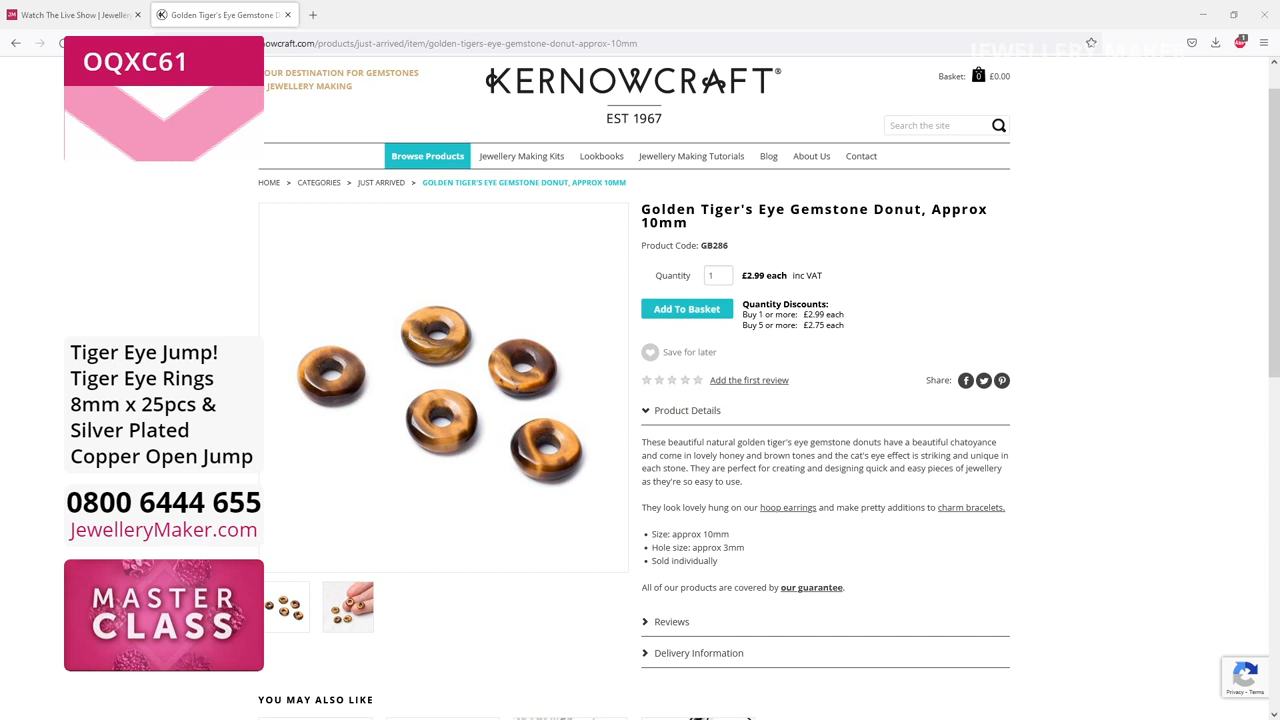 Watch The Live Show | Jeweller
Golden Tiger's Eye Gemstone D
owcraft.com/products/just-arrived/item/golden-tigers-eye-gemstone-donut-approx-10mm
JEWELLERY MAKER
OQXC61
OUR DESTINATION FOR GEMSTONES
JEWELLERY MAKING
KERNOWCRAFT®
EST 1967
Basket: 0 £0.00
Search the site
Browse Products Jewellery Making Kits Lookbooks Jewellery Making Tutorials Blog About Us Contact
HOME > CATEGORIES > JUST ARRIVED > GOLDEN TIGER'S EYE GEMSTONE DONUT, APPROX 10MM
Golden Tiger's Eye Gemstone Donut, Approx
10mm
Product Code: GB286
Quantity 1 £2.99 each inc VAT
Add To Basket
Quantity Discounts:
Buy 1 or more: £2.99 each
Buy 5 or more: £2.75 each
Save for later
Add the first review
Share:
Product Details
These beautiful natural golden tiger's eye gemstone donuts have a beautiful chatoyance
and come in lovely honey and brown tones and the cat's eye effect is striking and unique in
each stone. They are perfect for creating and designing quick and easy pieces of jewellery
as they're so easy to use.
They look lovely hung on our hoop earrings and make pretty additions to charm bracelets.
• Size: approx 10mm
• Hole size: approx 3mm
• Sold individually
All of our products are covered by our guarantee.
Reviews
Delivery Information
YOU MAY ALSO LIKE
Tiger Eye Jump!
Tiger Eye Rings
8mm x 25pcs &
Silver Plated
Copper Open Jump
0800 6444 655
JewelleryMaker.com
MASTER
CLASS
Privacy - Terms